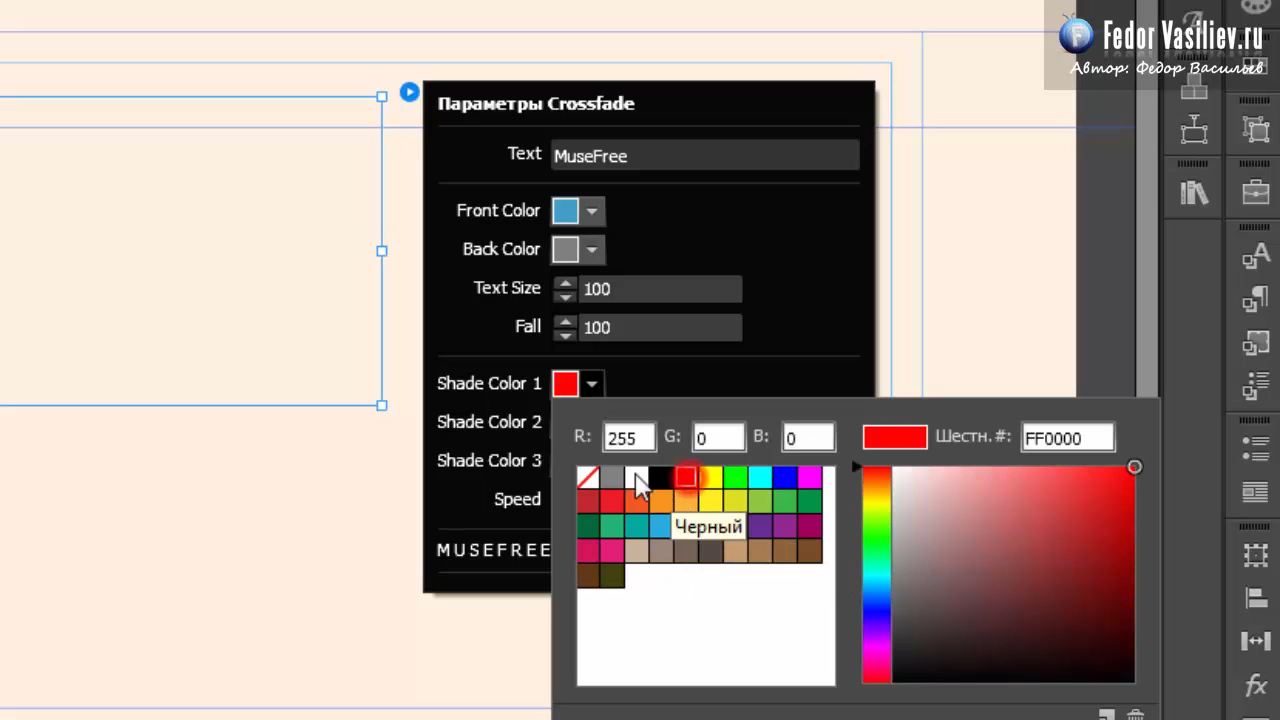 Fedor Vasiliev.ru
Автор: Федор Васильев
Параметры Crossfade
Text MuseFree
Front Color
Back Color
Text Size 100
Fall 100
Shade Color 1
Shade Color 2
Shade Color 3
Speed
MUSEFREE
R: 255 G: 0 B: 0 Шестн.#: FF0000
Черный